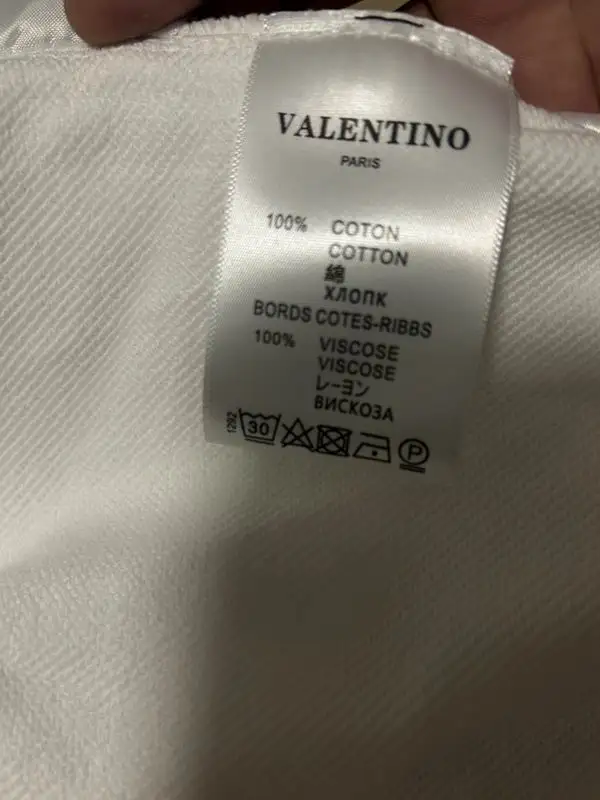 VALENTINO
PARIS
100% COTON
COTTON
綿
ХЛОПК
BORDS COTES-RIBBS
100% VISCOSE
VISCOSE
レーヨン
ВИСКОЗА
1292 30 P